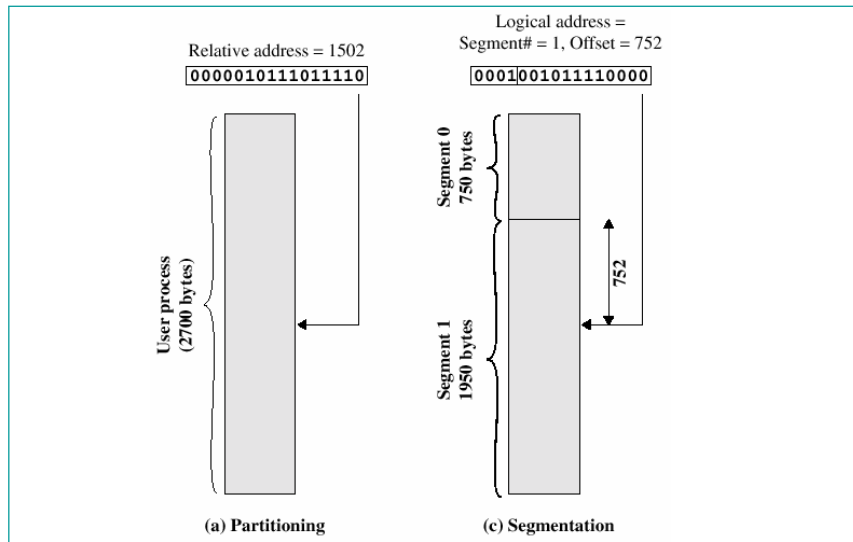 Relative address = 1502
0000010111011110
User process
(2700 bytes)
(a) Partitioning
Logical address =
Segment# = 1, Offset = 752
0001001011110000
Segment 0
750 bytes
752
Segment 1
1950 bytes
(c) Segmentation